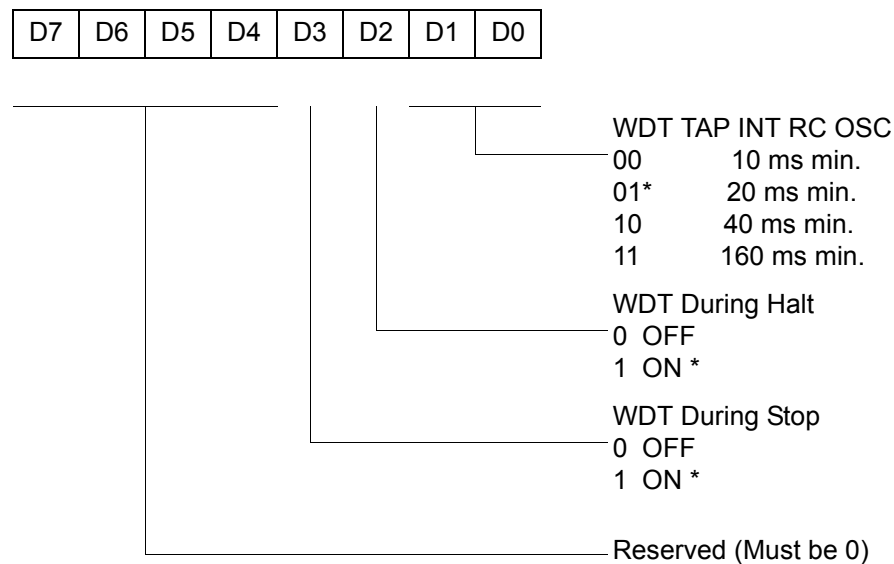 D7 D6 D5 D4 D3 D2 D1 D0
WDT TAP INT RC OSC
00 10 ms min.
01* 20 ms min.
10 40 ms min.
11 160 ms min.
WDT During Halt
0 OFF
1 ON *
WDT During Stop
0 OFF
1 ON *
Reserved (Must be 0)